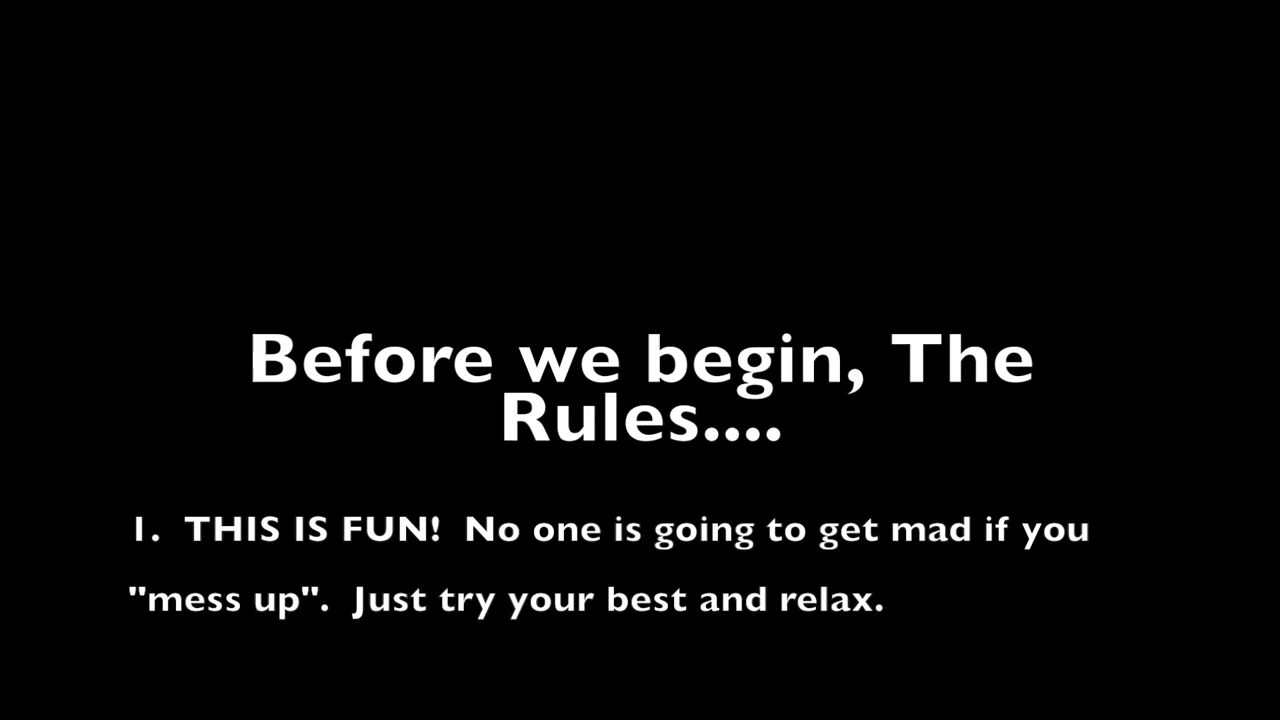 Before we begin, The
Rules....
1.  THIS IS FUN!  No one is going to get mad if you
"mess up".  Just try your best and relax.